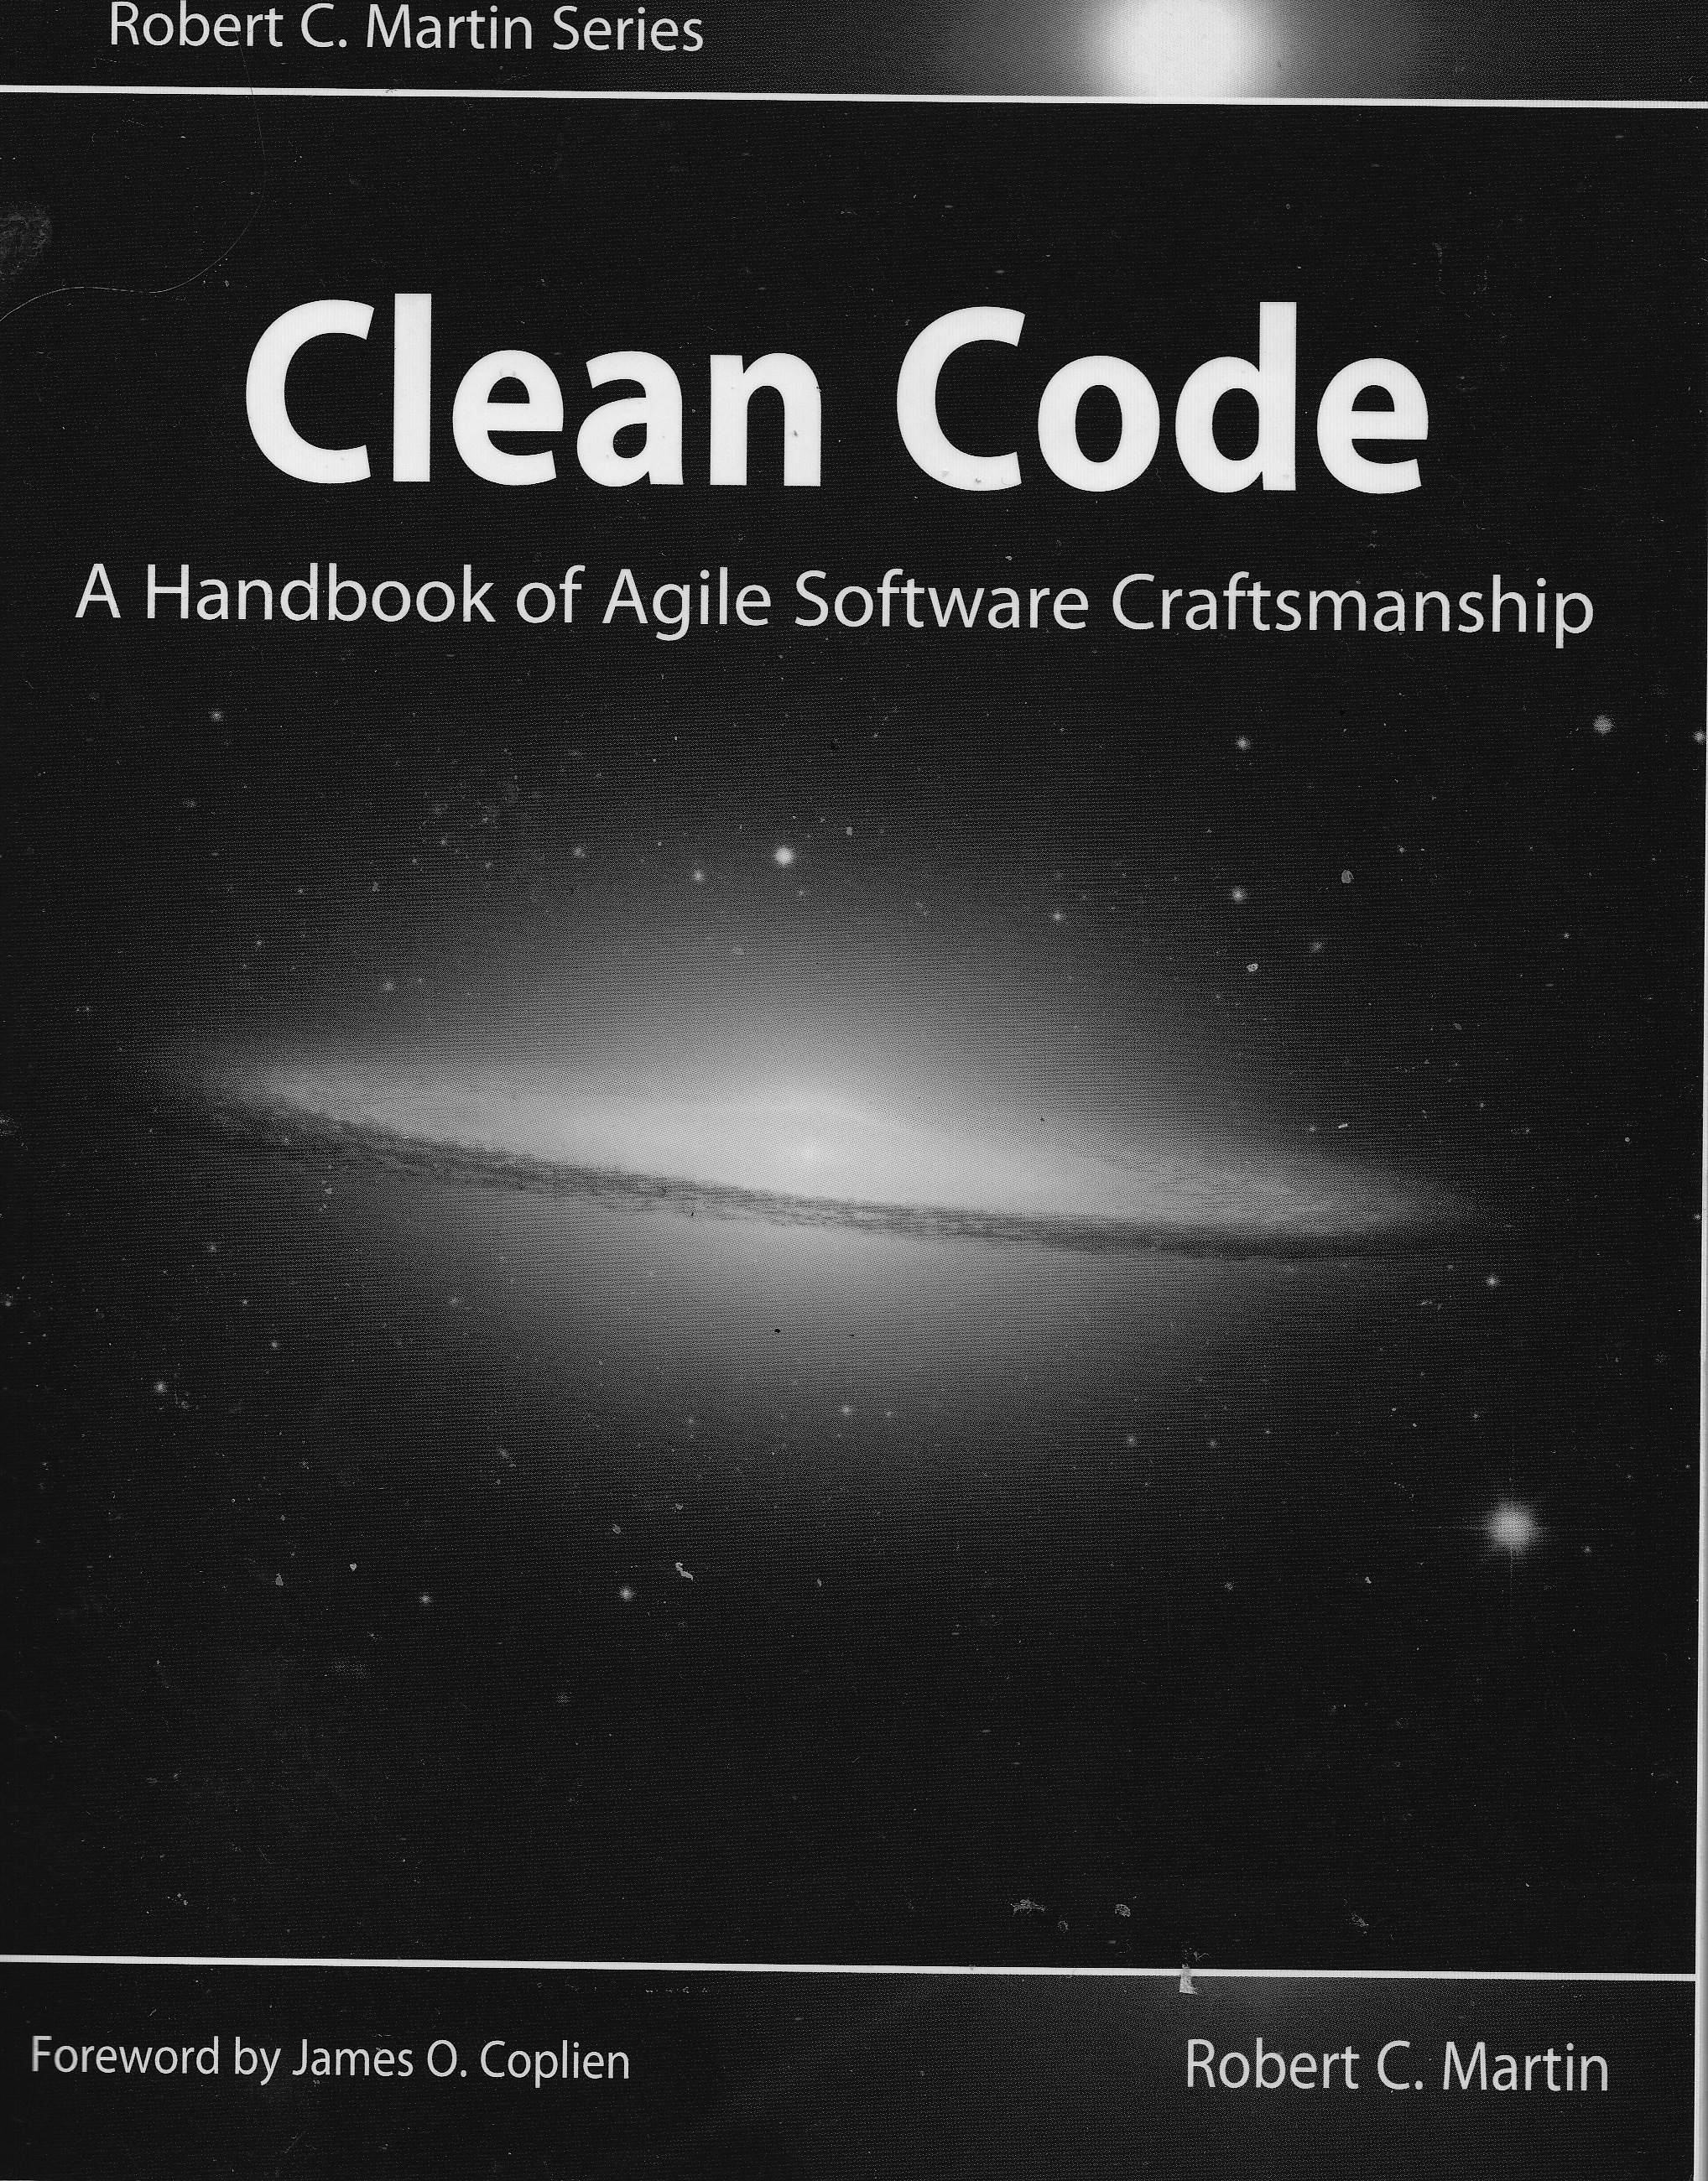 Robert C. Martin Series
Clean Code
A Handbook of Agile Software Craftsmanship
Foreword by James O. Coplien
Robert C. Martin